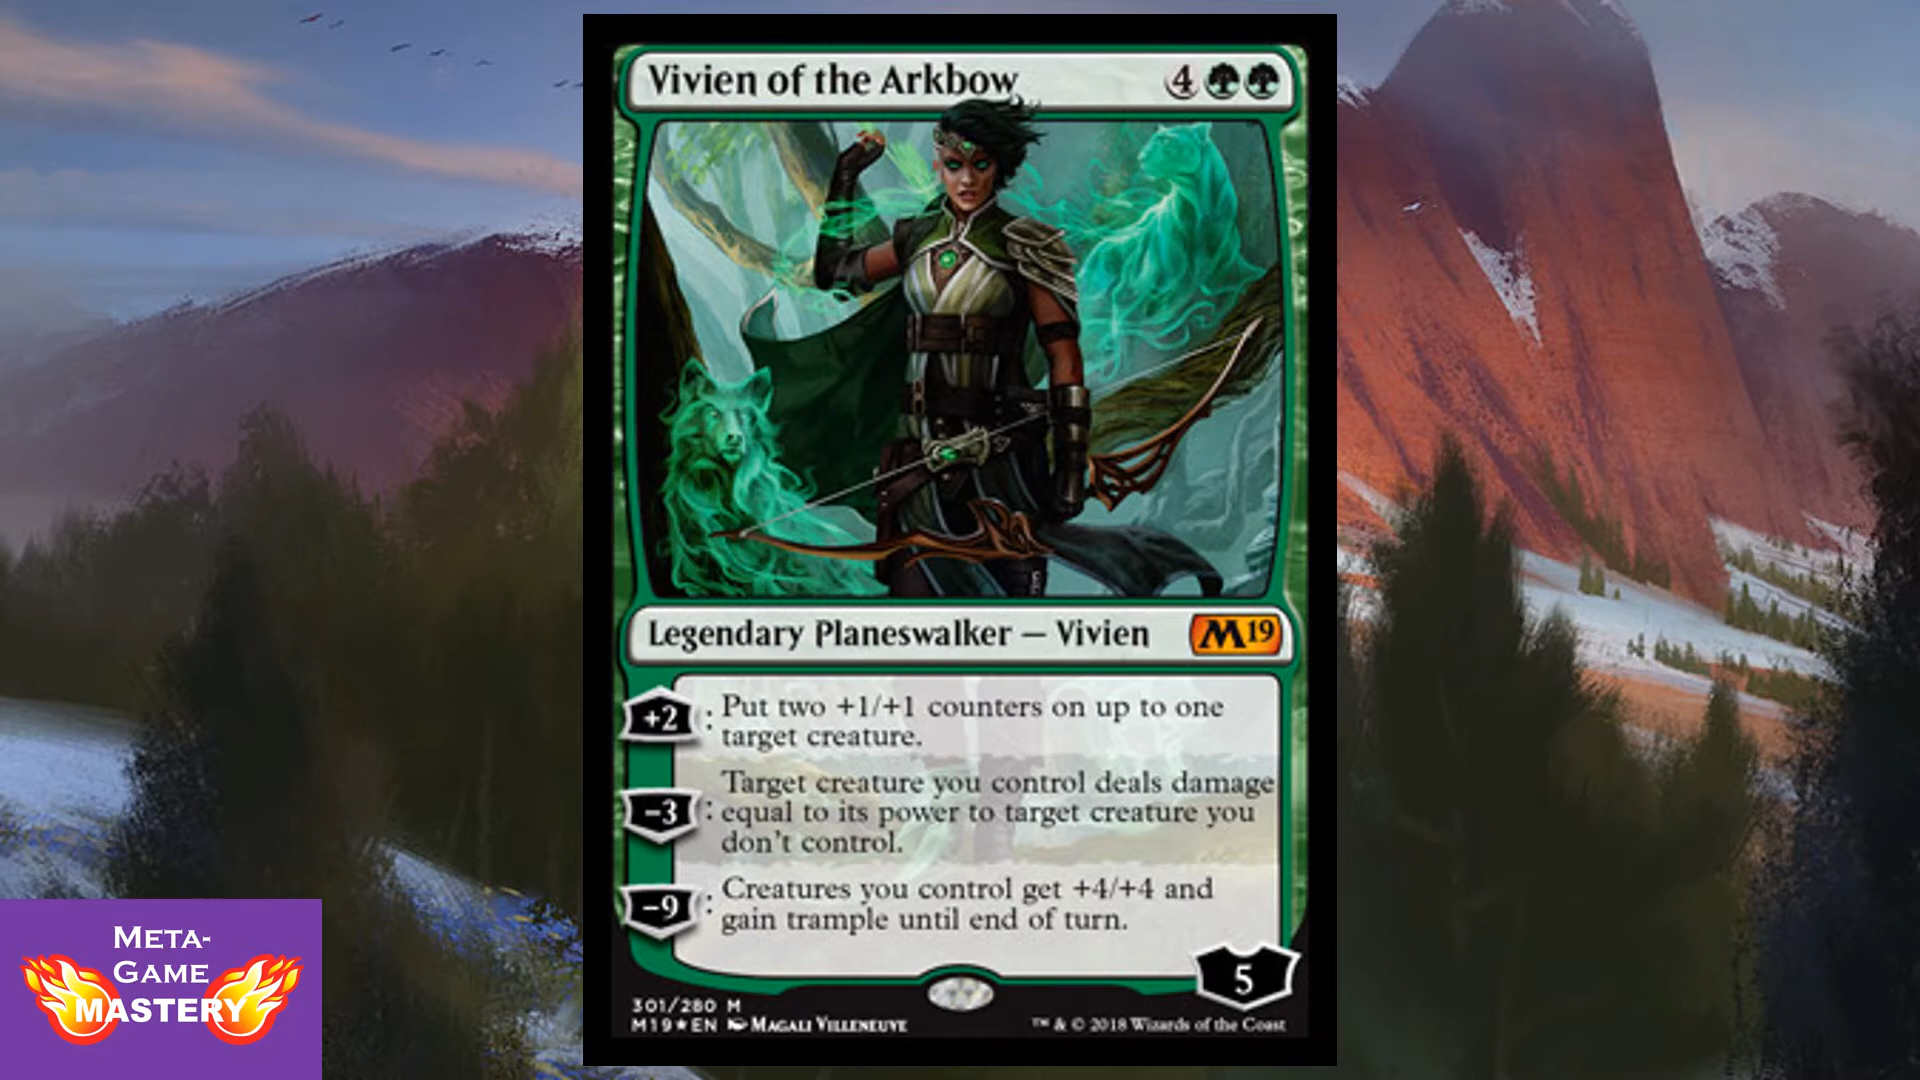 Vivien of the Arkbow 4
Legendary Planeswalker — Vivien M19
+2 : Put two +1/+1 counters on up to one
target creature.
Target creature you control deals damage
−3 : equal to its power to target creature you
don't control.
−9 : Creatures you control get +4/+4 and
gain trample until end of turn.
5
301/280 M
M19★EN Magali Villeneuve
™ & © 2018 Wizards of the Coast
META-
GAME
MASTERY